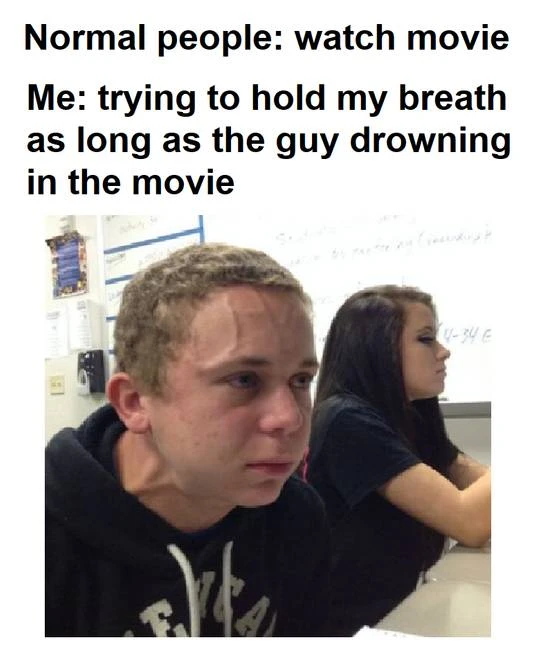 Normal people: watch movie
Me: trying to hold my breath
as long as the guy drowning
in the movie